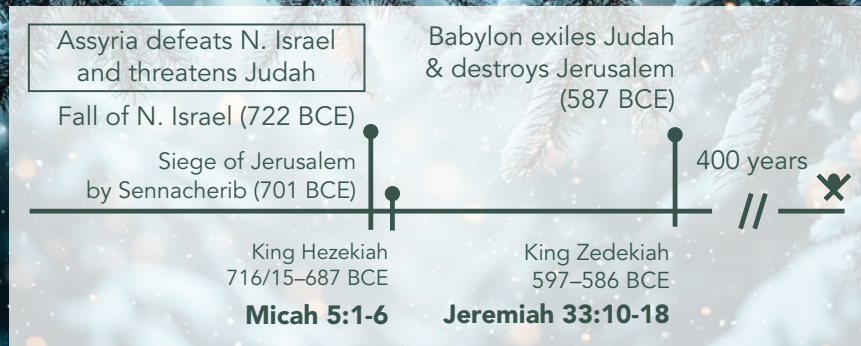 Assyria defeats N. Israel
and threatens Judah
Fall of N. Israel (722 BCE)
Siege of Jerusalem
by Sennacherib (701 BCE)
Babylon exiles Judah
& destroys Jerusalem
(587 BCE)
400 years
King Hezekiah
716/15–687 BCE
Micah 5:1-6
King Zedekiah
597–586 BCE
Jeremiah 33:10-18